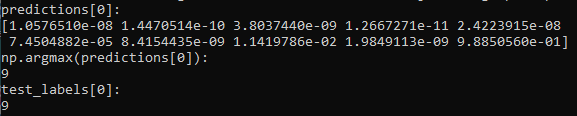 predictions[0]:
[1.0576510e-08 1.4470514e-10 3.8037440e-09 1.2667271e-11 2.4223915e-08
 7.4504882e-05 8.4154435e-09 1.1419786e-02 1.9849113e-09 9.8850560e-01]
np.argmax(predictions[0]):
9
test_labels[0]:
9